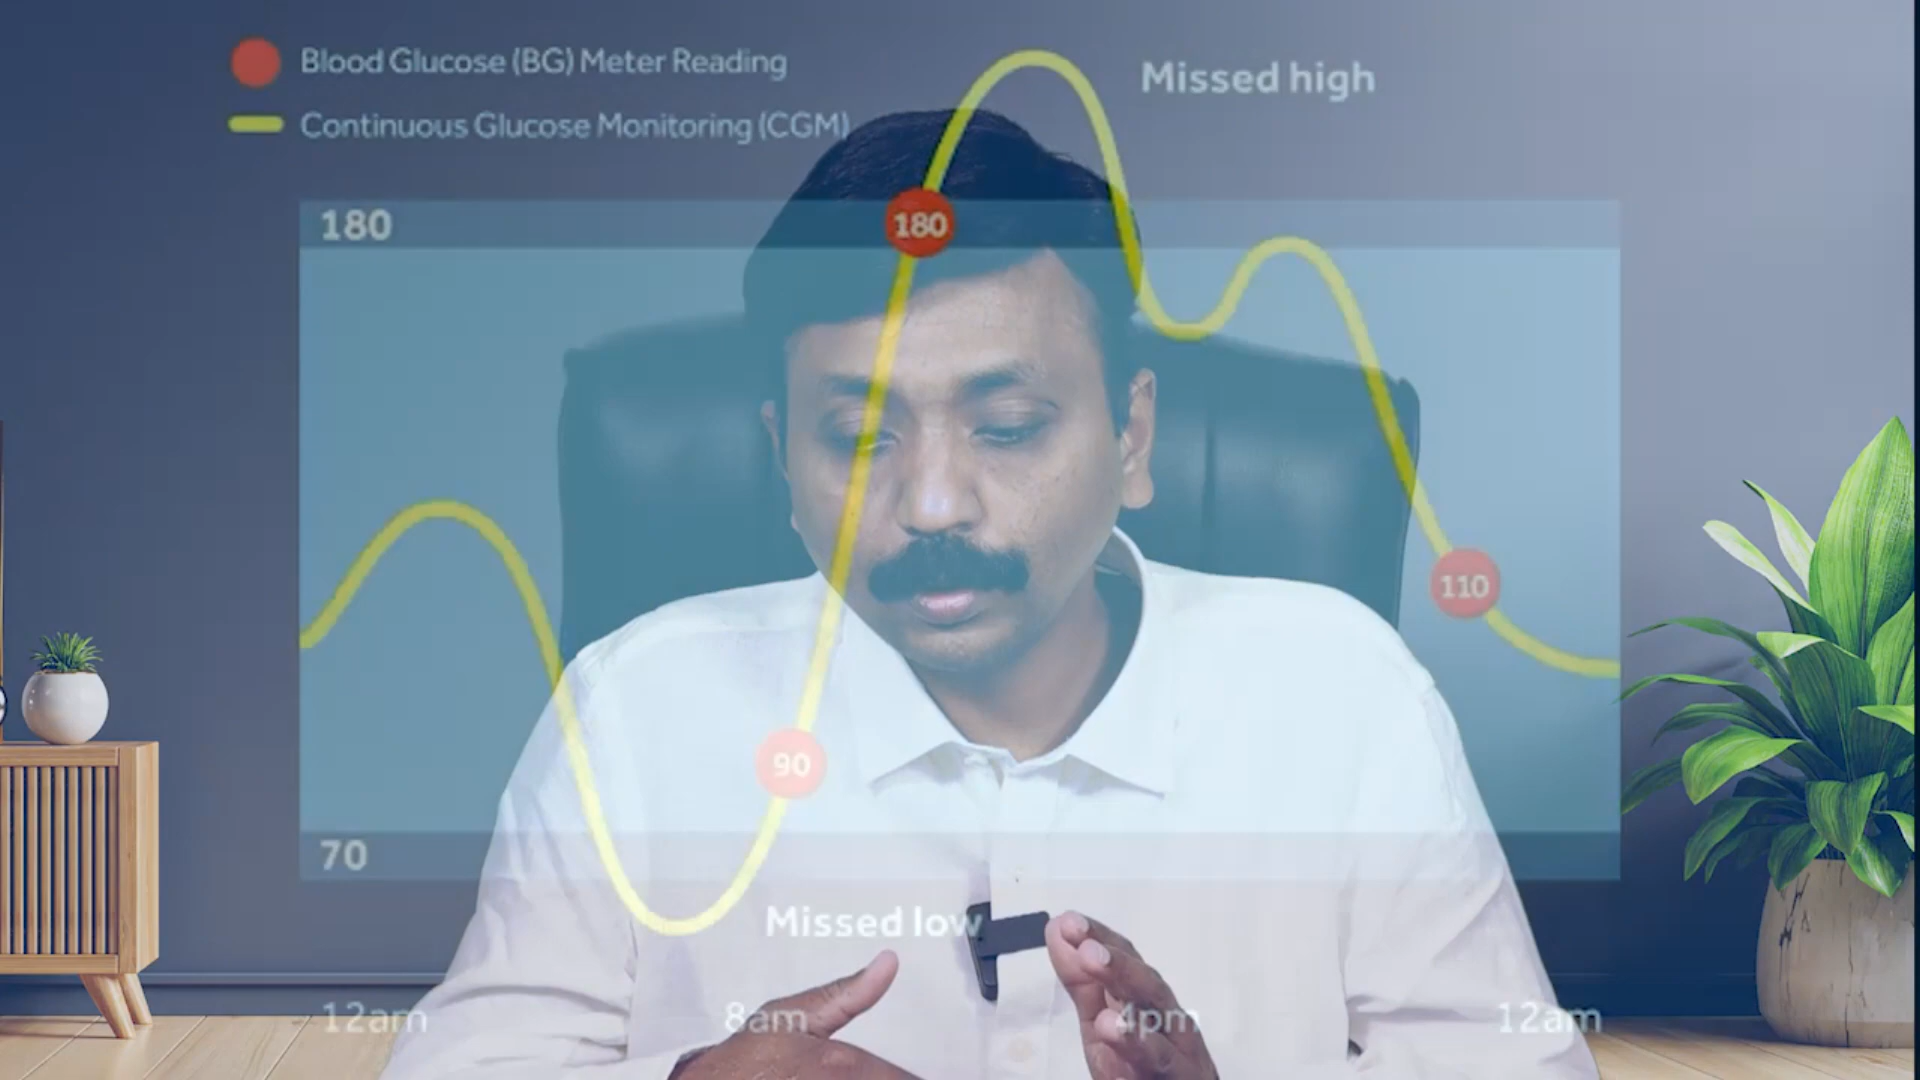 Blood Glucose (BG) Meter Reading
Continuous Glucose Monitoring (CGM)
Missed high
180
180
110
90
70
Missed low
12am
8am
4pm
12am